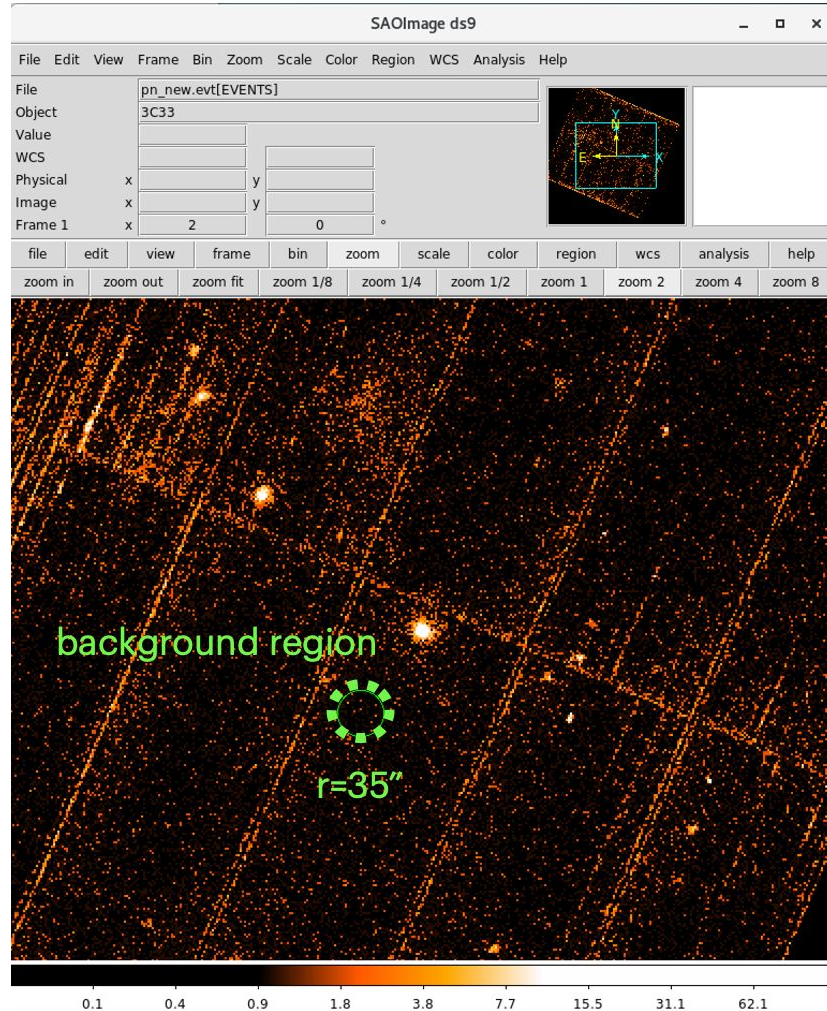 SAOImage ds9
File Edit View Frame Bin Zoom Scale Color Region WCS Analysis Help
File pn_new.evt[EVENTS]
Object 3C33
Value
WCS
Physical x y
Image x y
Frame 1 x 2 0 °
Y
N
E X
file edit view frame bin zoom scale color region wcs analysis help
zoom in zoom out zoom fit zoom 1/8 zoom 1/4 zoom 1/2 zoom 1 zoom 2 zoom 4 zoom 8
background region
r=35″
0.1 0.4 0.9 1.8 3.8 7.7 15.5 31.1 62.1